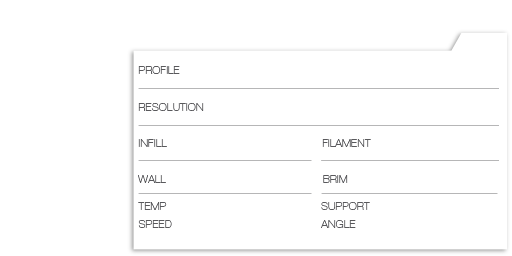 PROFILE
RESOLUTION
INFILL FILAMENT
WALL BRIM
TEMP SUPPORT
SPEED ANGLE